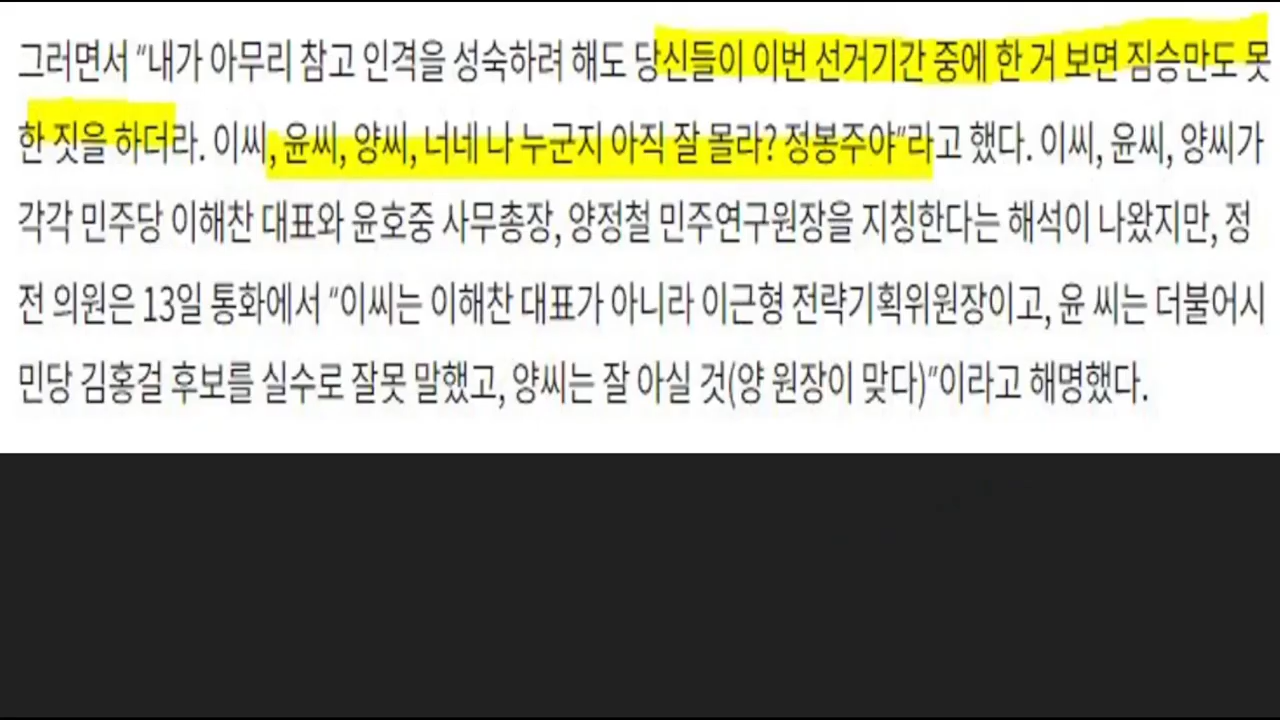 그러면서 “내가 아무리 참고 인격을 성숙하려 해도 당신들이 이번 선거기간 중에 한 거 보면 짐승만도 못
한 짓을 하더라. 이씨, 윤씨, 양씨, 너네 나 누군지 아직 잘 몰라? 정봉주야”라고 했다. 이씨, 윤씨, 양씨가
각각 민주당 이해찬 대표와 윤호중 사무총장, 양정철 민주연구원장을 지칭한다는 해석이 나왔지만, 정
전 의원은 13일 통화에서 “이씨는 이해찬 대표가 아니라 이근형 전략기획위원장이고, 윤 씨는 더불어시
민당 김홍걸 후보를 실수로 잘못 말했고, 양씨는 잘 아실 것(양 원장이 맞다)”이라고 해명했다.